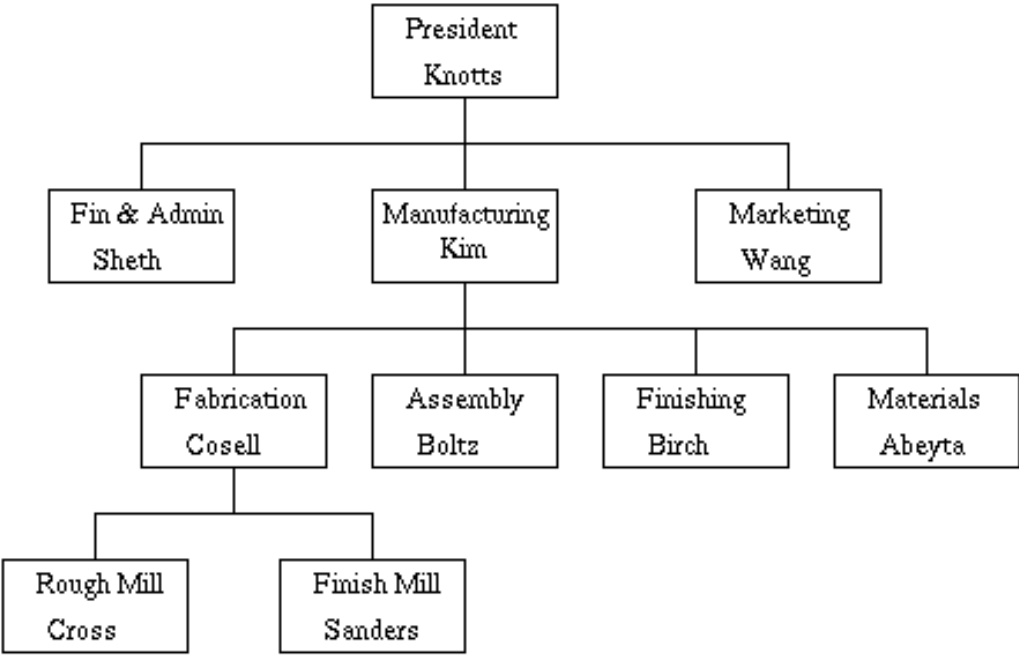 President
Knotts
Fin & Admin
Sheth
Manufacturing
Kim
Marketing
Wang
Fabrication
Cosell
Assembly
Boltz
Finishing
Birch
Materials
Abeyta
Rough Mill
Cross
Finish Mill
Sanders